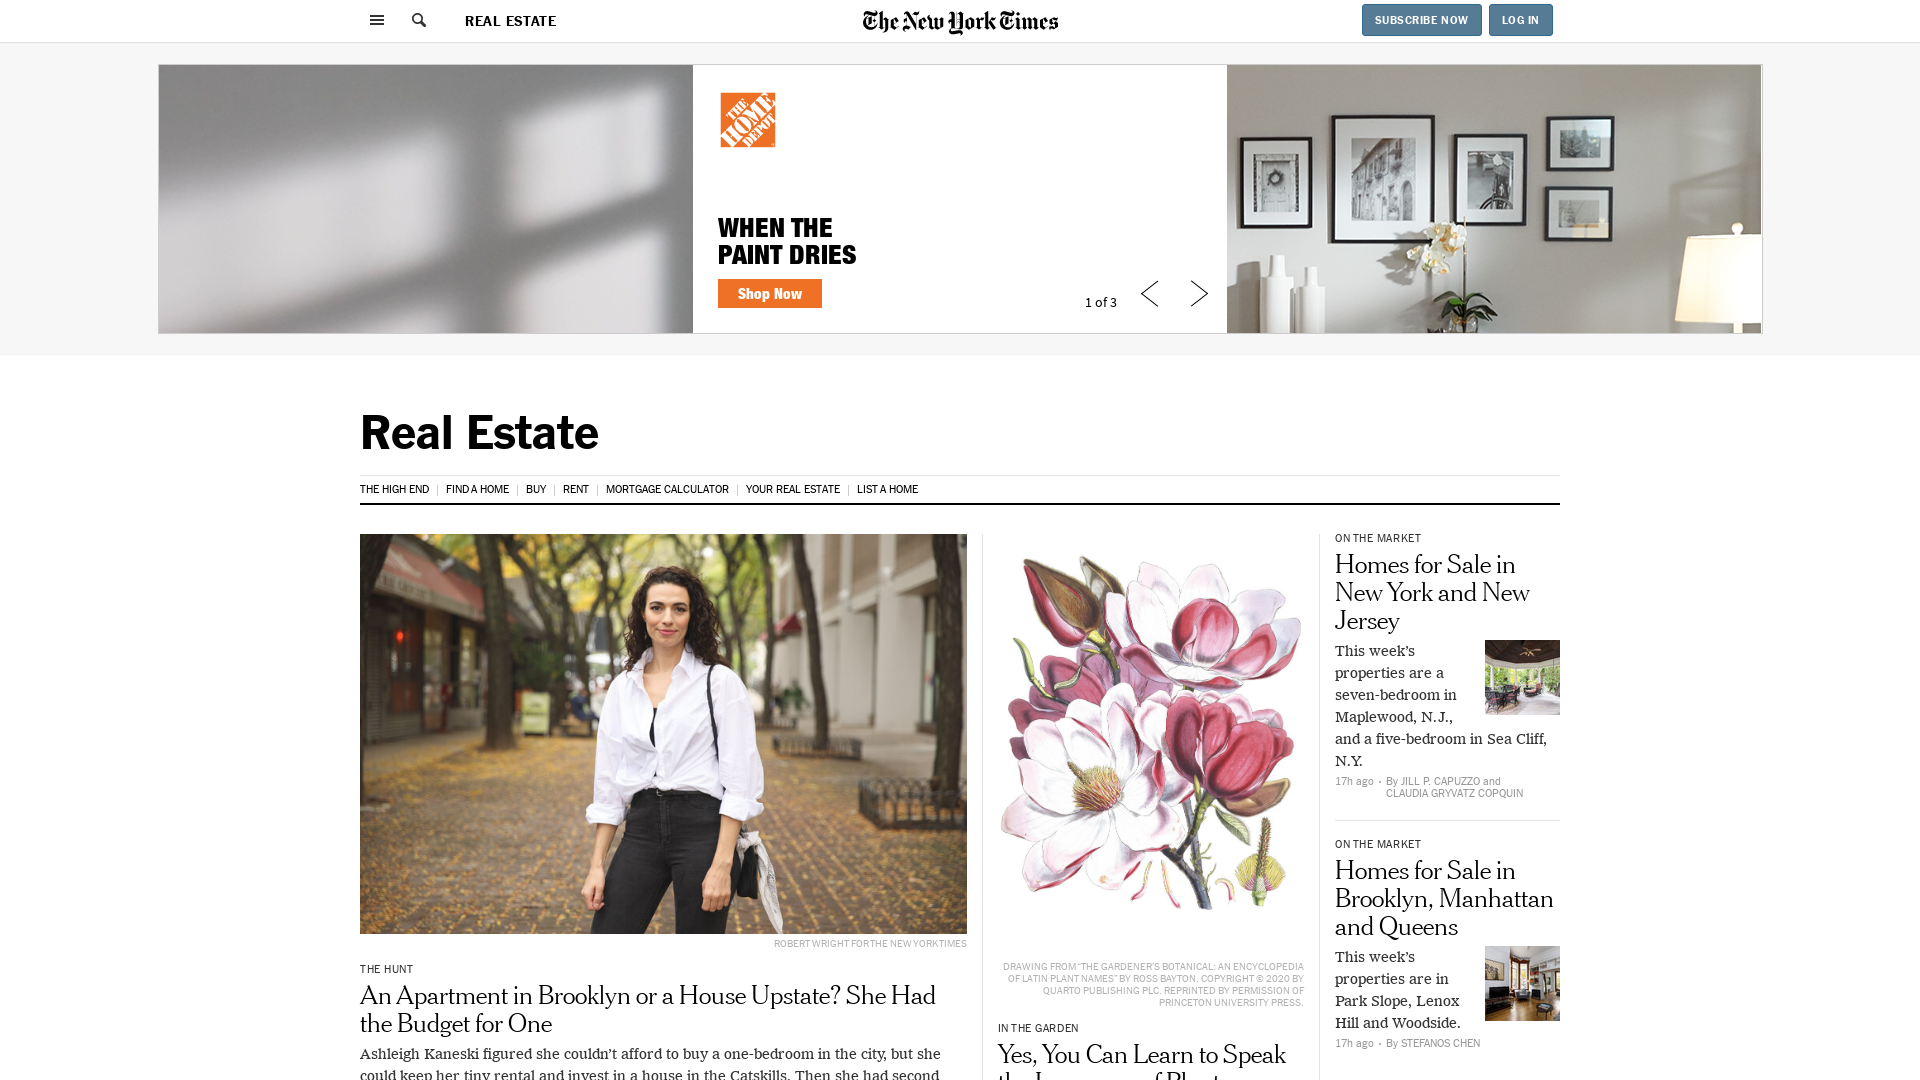 REAL ESTATE
The New York Times
SUBSCRIBE NOW
LOG IN
THE HOME DEPOT
WHEN THE
PAINT DRIES
Shop Now
1 of 3
Real Estate
THE HIGH END
FIND A HOME
BUY
RENT
MORTGAGE CALCULATOR
YOUR REAL ESTATE
LIST A HOME
ROBERT WRIGHT FOR THE NEW YORK TIMES
THE HUNT
An Apartment in Brooklyn or a House Upstate? She Had
the Budget for One
Ashleigh Kaneski figured she couldn’t afford to buy a one-bedroom in the city, but she
could keep her tiny rental and invest in a house in the Catskills. Then she had second
DRAWING FROM “THE GARDENER’S BOTANICAL: AN ENCYCLOPEDIA
OF LATIN PLANT NAMES” BY ROSS BAYTON. COPYRIGHT © 2020 BY
QUARTO PUBLISHING PLC. REPRINTED BY PERMISSION OF
PRINCETON UNIVERSITY PRESS.
IN THE GARDEN
Yes, You Can Learn to Speak
the Language of Plants
ON THE MARKET
Homes for Sale in
New York and New
Jersey
This week’s
properties are a
seven-bedroom in
Maplewood, N.J.,
and a five-bedroom in Sea Cliff,
N.Y.
17h ago • By JILL P. CAPUZZO and
CLAUDIA GRYVATZ COPQUIN
ON THE MARKET
Homes for Sale in
Brooklyn, Manhattan
and Queens
This week’s
properties are in
Park Slope, Lenox
Hill and Woodside.
17h ago • By STEFANOS CHEN